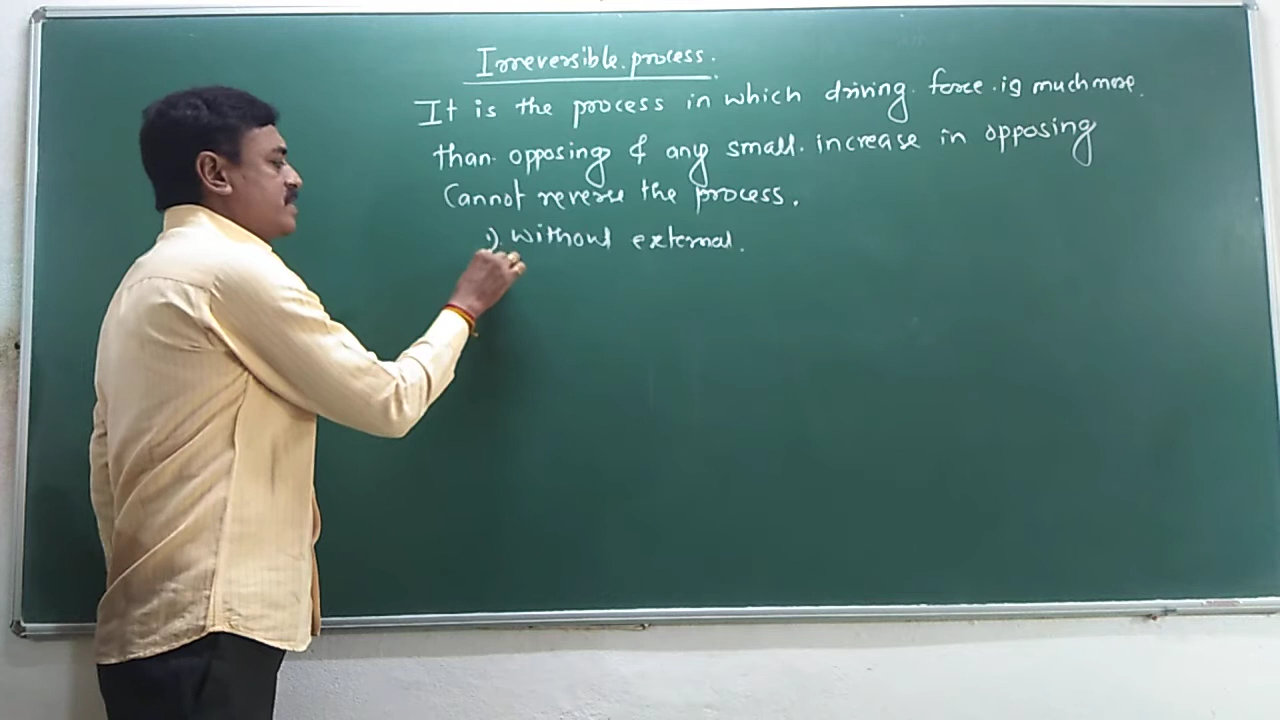 Irreversible process.
It is the process in which driving force is much more
than opposing & any small increase in opposing
Cannot reverse the process.
1) without external.